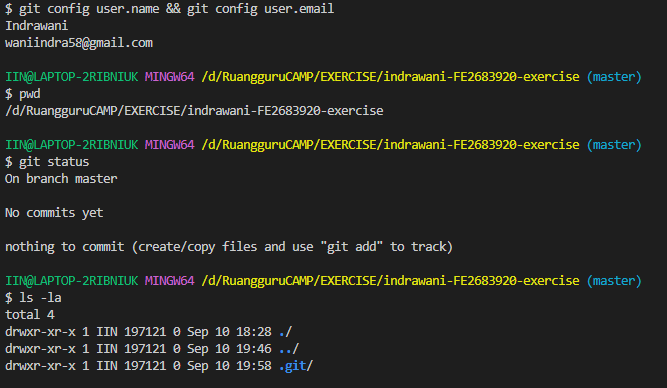 $ git config user.name && git config user.email
Indrawani
waniindra58@gmail.com
IIN@LAPTOP-2RIBNIUK MINGW64 /d/RuangguruCAMP/EXERCISE/indrawani-FE2683920-exercise (master)
$ pwd
/d/RuangguruCAMP/EXERCISE/indrawani-FE2683920-exercise
IIN@LAPTOP-2RIBNIUK MINGW64 /d/RuangguruCAMP/EXERCISE/indrawani-FE2683920-exercise (master)
$ git status
On branch master
No commits yet
nothing to commit (create/copy files and use "git add" to track)
IIN@LAPTOP-2RIBNIUK MINGW64 /d/RuangguruCAMP/EXERCISE/indrawani-FE2683920-exercise (master)
$ ls -la
total 4
drwxr-xr-x 1 IIN 197121 0 Sep 10 18:28 ./
drwxr-xr-x 1 IIN 197121 0 Sep 10 19:46 ../
drwxr-xr-x 1 IIN 197121 0 Sep 10 19:58 .git/